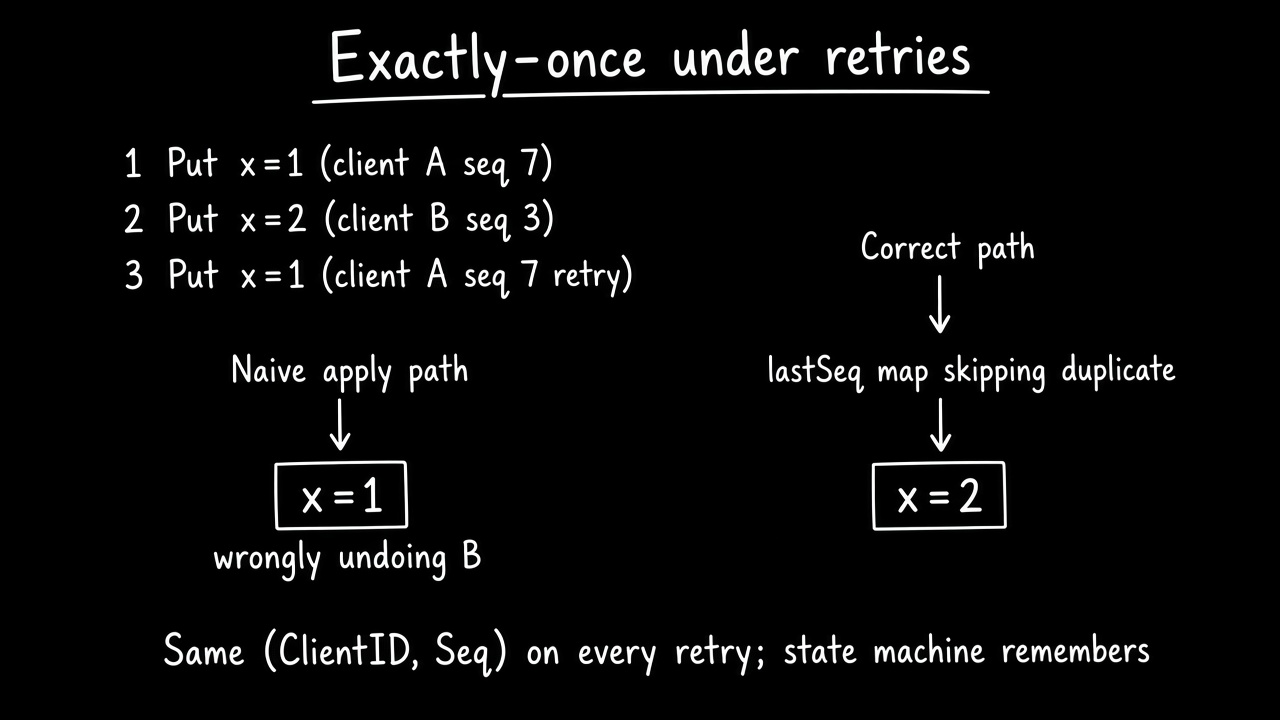 Exactly-once under retries
1 Put x=1 (client A seq 7)
2 Put x=2 (client B seq 3)
3 Put x=1 (client A seq 7 retry)
Naive apply path
x=1
wrongly undoing B
Correct path
lastSeq map skipping duplicate
x=2
Same (ClientID, Seq) on every retry; state machine remembers